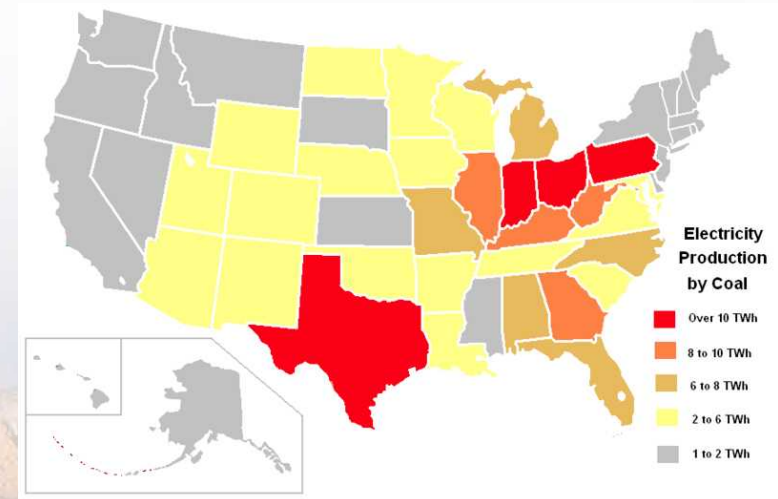 Electricity
Production
by Coal
Over 10 TWh
8 to 10 TWh
6 to 8 TWh
2 to 6 TWh
1 to 2 TWh